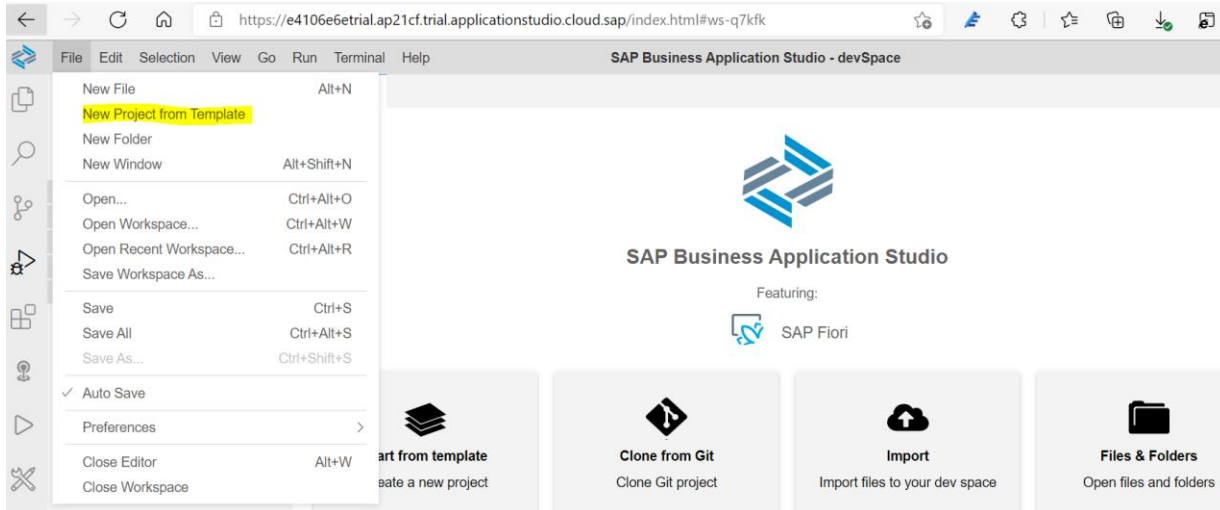 https://e4106e6etrial.ap21cf.trial.applicationstudio.cloud.sap/index.html#ws-q7kfk
File Edit Selection View Go Run Terminal Help SAP Business Application Studio - devSpace
New File Alt+N
New Project from Template
New Folder
New Window Alt+Shift+N
Open... Ctrl+Alt+O
Open Workspace... Ctrl+Alt+W
Open Recent Workspace... Ctrl+Alt+R
Save Workspace As...
Save Ctrl+S
Save All Ctrl+Alt+S
Save As... Ctrl+Shift+S
Auto Save
Preferences
Close Editor Alt+W
Close Workspace
SAP Business Application Studio
Featuring:
SAP Fiori
art from template
eate a new project
Clone from Git
Clone Git project
Import
Import files to your dev space
Files & Folders
Open files and folders